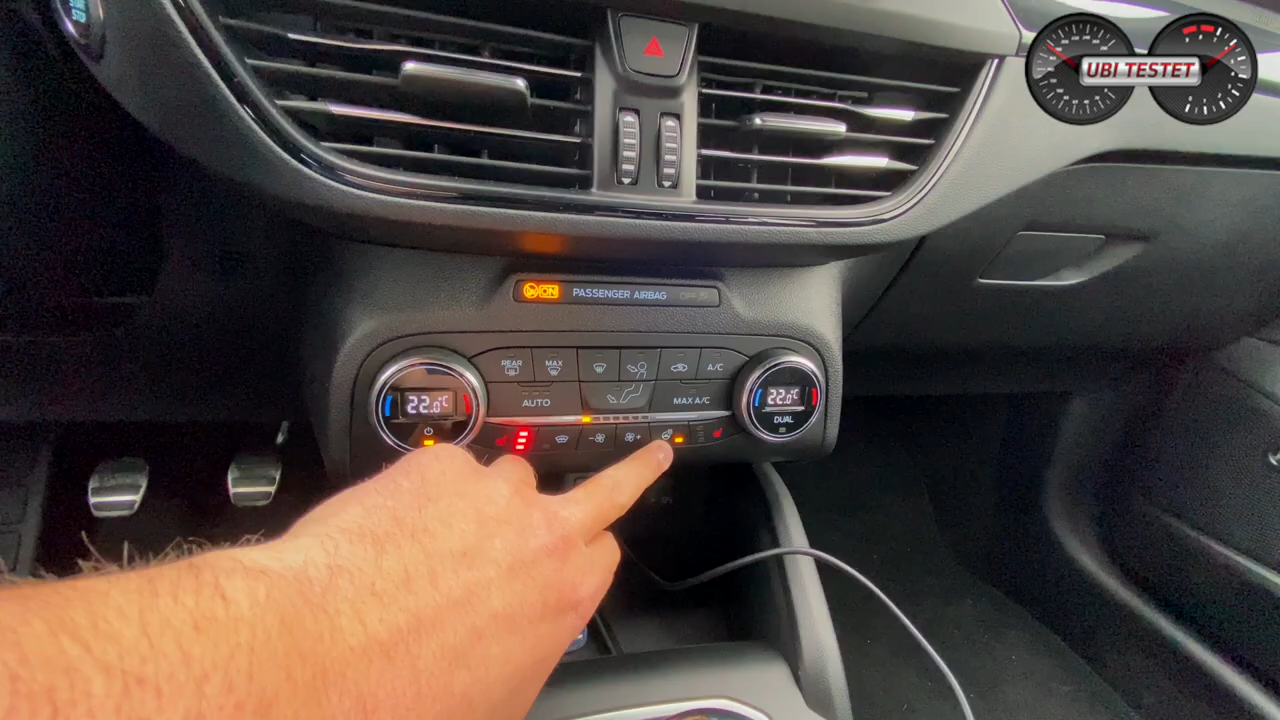 UBI TESTET
ON PASSENGER AIRBAG OFF
REAR MAX A/C
AUTO MAX A/C
22.0°C 22.0°C
DUAL